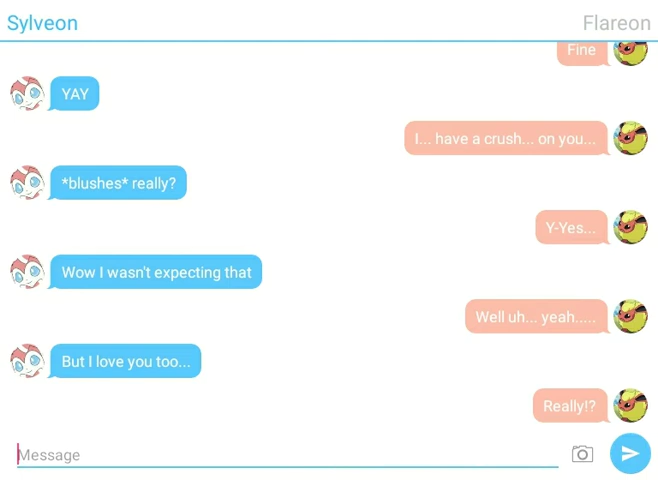 Sylveon Flareon
Fine
YAY
I... have a crush... on you...
*blushes* really?
Y-Yes...
Wow I wasn't expecting that
Well uh... yeah.....
But I love you too...
Really!?
Message